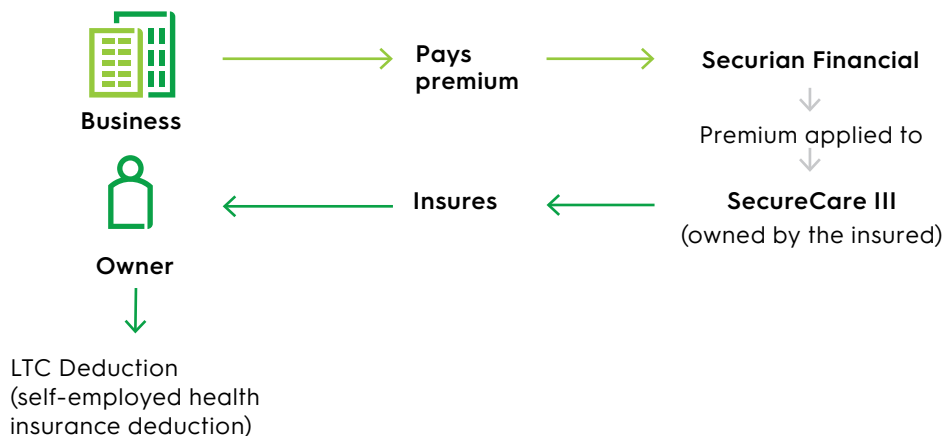 Pays
premium
Securian Financial
Business
Premium applied to
Insures
SecureCare III
(owned by the insured)
Owner
LTC Deduction
(self-employed health
insurance deduction)